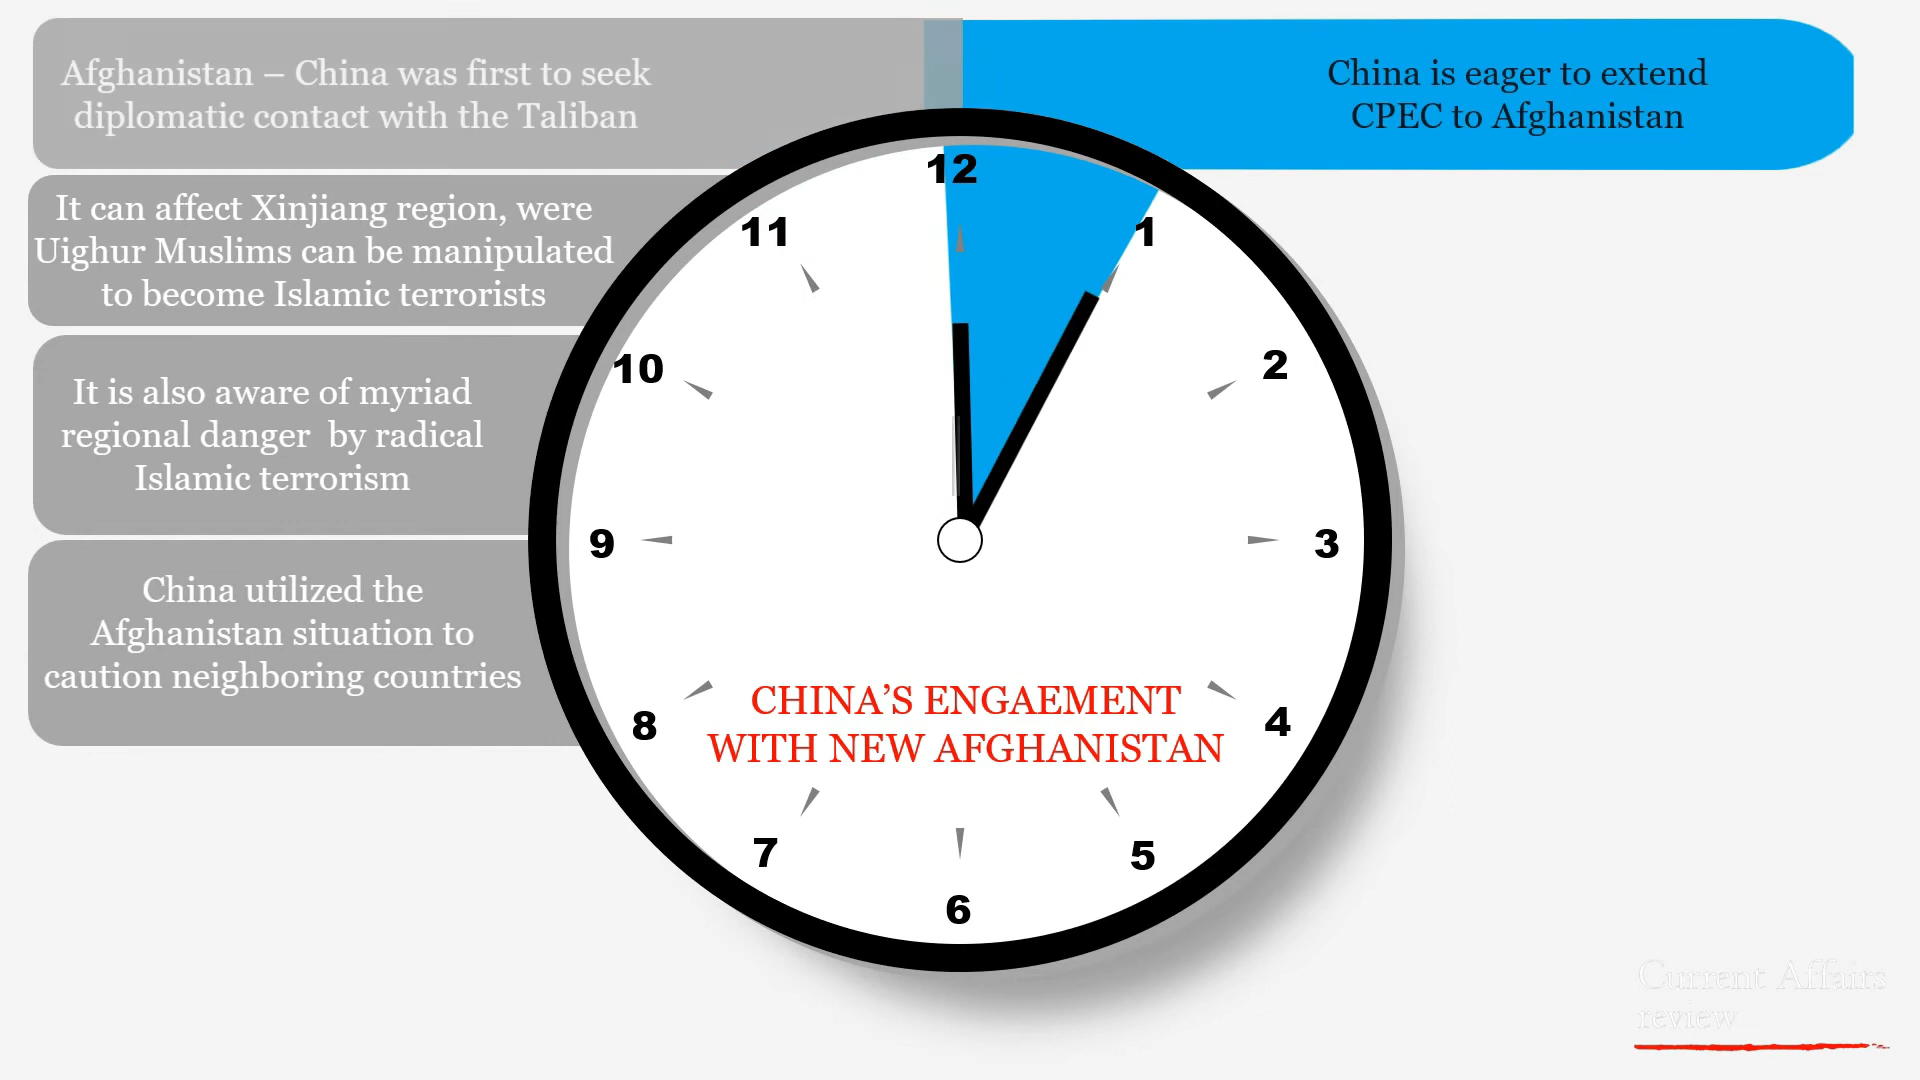 Afghanistan – China was first to seek
diplomatic contact with the Taliban
It can affect Xinjiang region, were
Uighur Muslims can be manipulated
to become Islamic terrorists
It is also aware of myriad
regional danger  by radical
Islamic terrorism
China utilized the
Afghanistan situation to
caution neighboring countries
China is eager to extend
CPEC to Afghanistan
12
1
2
3
4
5
6
7
8
9
10
11
CHINA’S ENGAEMENT
WITH NEW AFGHANISTAN
Current Affairs
review